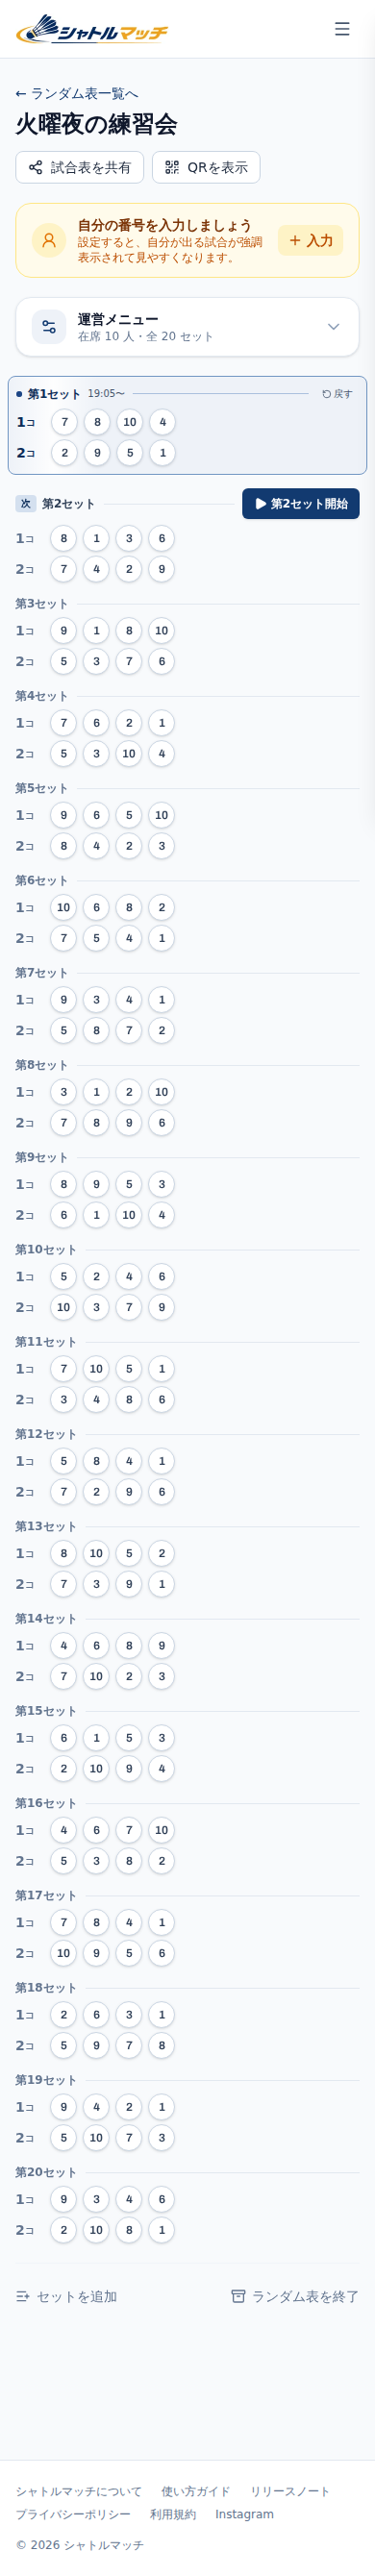 シャトルマッチ
← ランダム表一覧へ
火曜夜の練習会
試合表を共有 QRを表示
自分の番号を入力しましょう
設定すると、自分が出る試合が強調
表示されて見やすくなります。
+ 入力
運営メニュー
在席 10 人・全 20 セット
第1セット 19:05〜 戻す
1コ 7 8 10 4
2コ 2 9 5 1
次 第2セット 第2セット開始
1コ 8 1 3 6
2コ 7 4 2 9
第3セット
1コ 9 1 8 10
2コ 5 3 7 6
第4セット
1コ 7 6 2 1
2コ 5 3 10 4
第5セット
1コ 9 6 5 10
2コ 8 4 2 3
第6セット
1コ 10 6 8 2
2コ 7 5 4 1
第7セット
1コ 9 3 4 1
2コ 5 8 7 2
第8セット
1コ 3 1 2 10
2コ 7 8 9 6
第9セット
1コ 8 9 5 3
2コ 6 1 10 4
第10セット
1コ 5 2 4 6
2コ 10 3 7 9
第11セット
1コ 7 10 5 1
2コ 3 4 8 6
第12セット
1コ 5 8 4 1
2コ 7 2 9 6
第13セット
1コ 8 10 5 2
2コ 7 3 9 1
第14セット
1コ 4 6 8 9
2コ 7 10 2 3
第15セット
1コ 6 1 5 3
2コ 2 10 9 4
第16セット
1コ 4 6 7 10
2コ 5 3 8 2
第17セット
1コ 7 8 4 1
2コ 10 9 5 6
第18セット
1コ 2 6 3 1
2コ 5 9 7 8
第19セット
1コ 9 4 2 1
2コ 5 10 7 3
第20セット
1コ 9 3 4 6
2コ 2 10 8 1
セットを追加 ランダム表を終了
シャトルマッチについて 使い方ガイド リリースノート
プライバシーポリシー 利用規約 Instagram
© 2026 シャトルマッチ